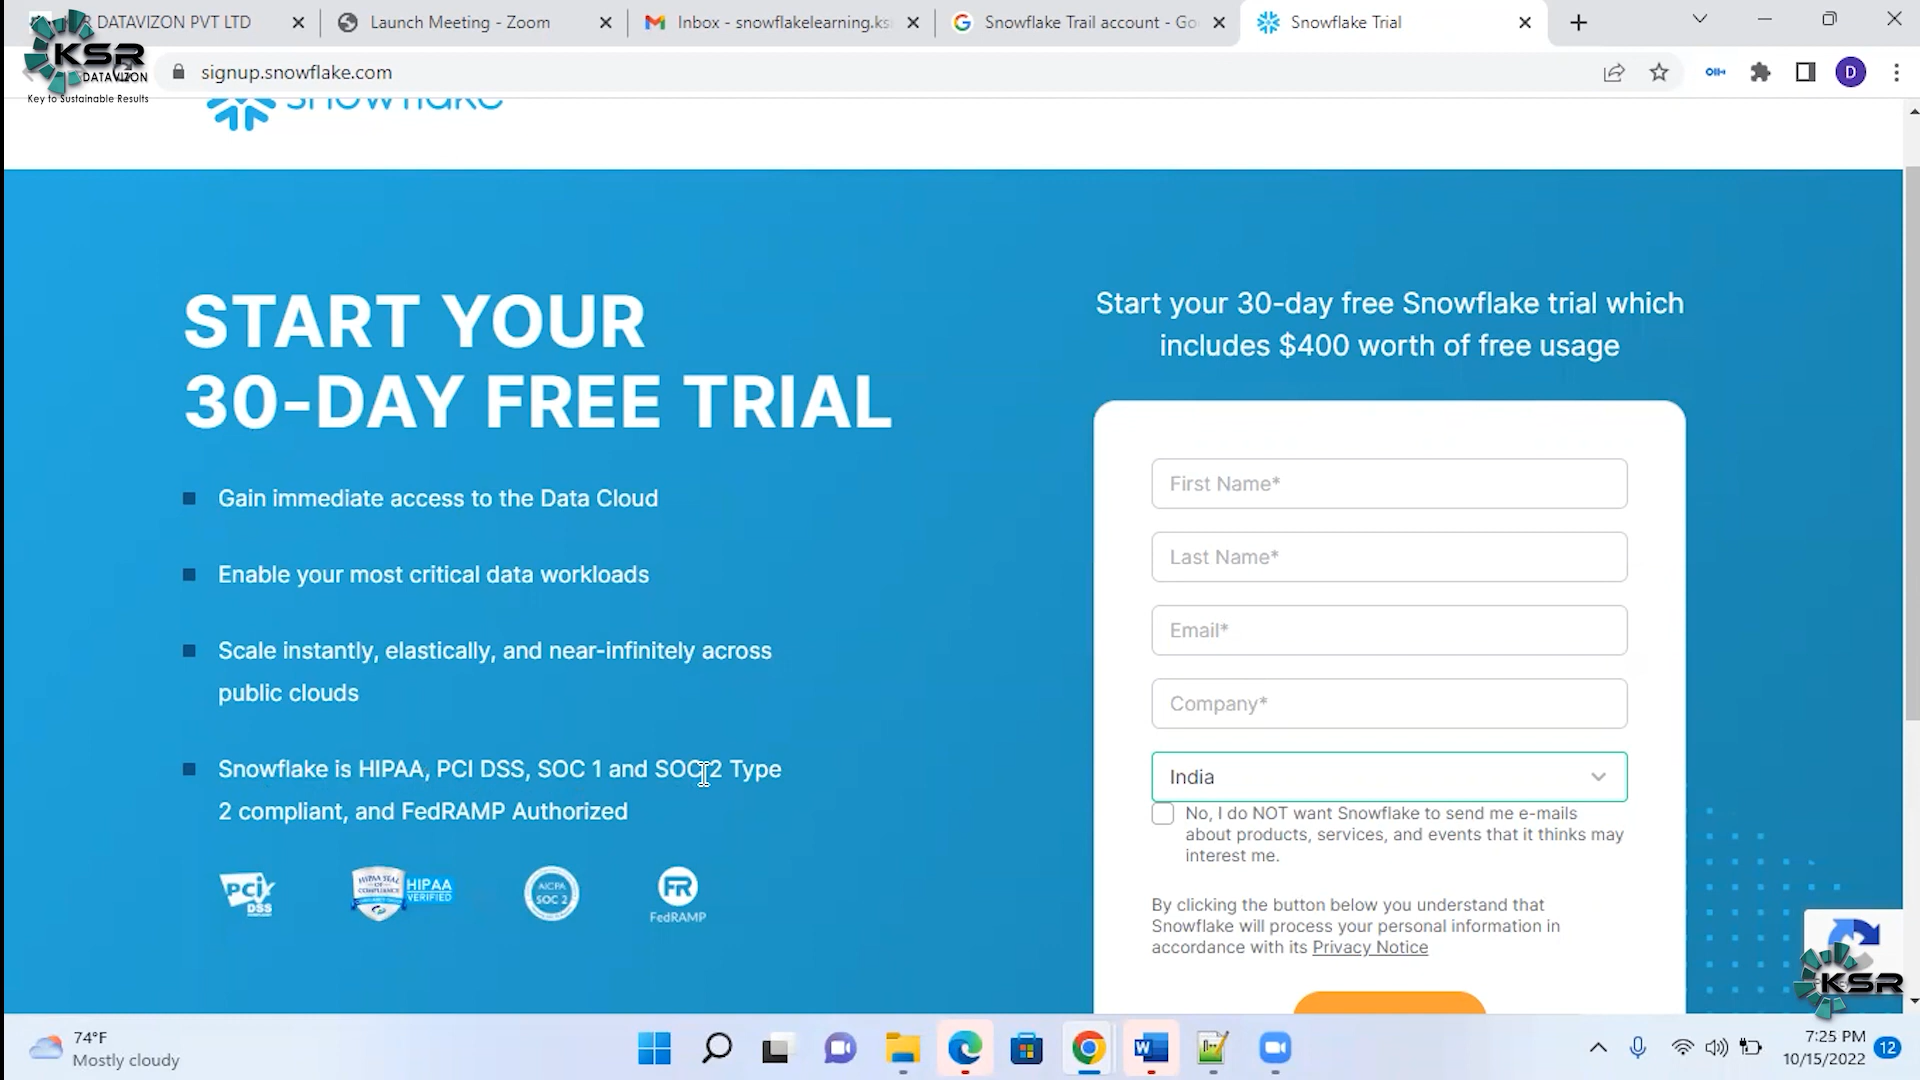 DATAVIZON PVT LTD
Launch Meeting - Zoom
Inbox - snowflakelearning.ks
Snowflake Trail account - Go
Snowflake Trial
KSR
DATAVIZON
Key to Sustainable Results
signup.snowflake.com
D
snowflake
START YOUR
30-DAY FREE TRIAL
Gain immediate access to the Data Cloud
Enable your most critical data workloads
Scale instantly, elastically, and near-infinitely across
public clouds
Snowflake is HIPAA, PCI DSS, SOC 1 and SOC 2 Type
2 compliant, and FedRAMP Authorized
PCI
DSS
HIPAA
VERIFIED
AICPA
SOC 2
FR
FedRAMP
Start your 30-day free Snowflake trial which
includes $400 worth of free usage
First Name*
Last Name*
Email*
Company*
India
No, I do NOT want Snowflake to send me e-mails
about products, services, and events that it thinks may
interest me.
By clicking the button below you understand that
Snowflake will process your personal information in
accordance with its Privacy Notice
KSR
74°F
Mostly cloudy
7:25 PM
10/15/2022
12